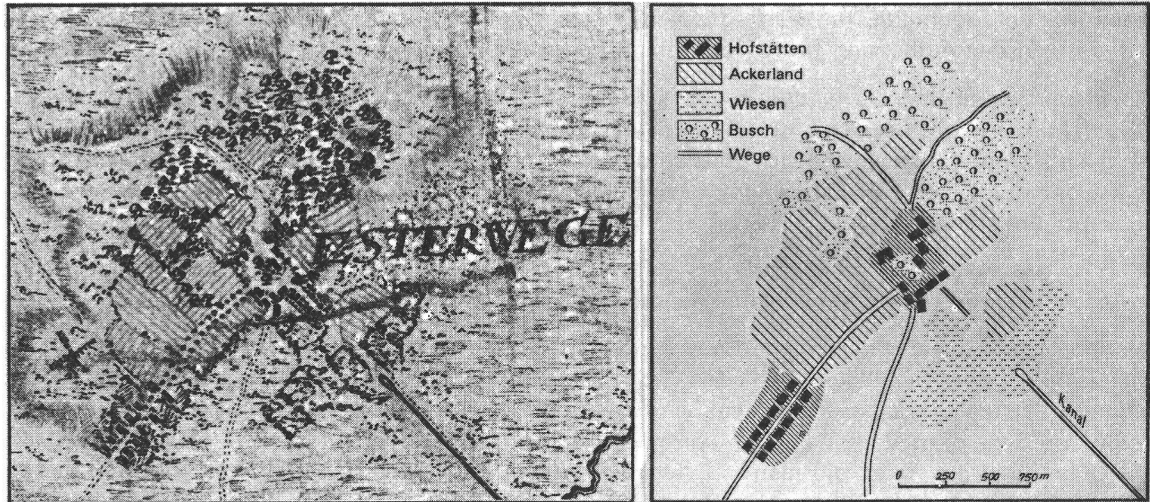 ESTERVEGE
Hofstätten
Ackerland
Wiesen
Busch
Wege
Kanal
0 250 500 750 m